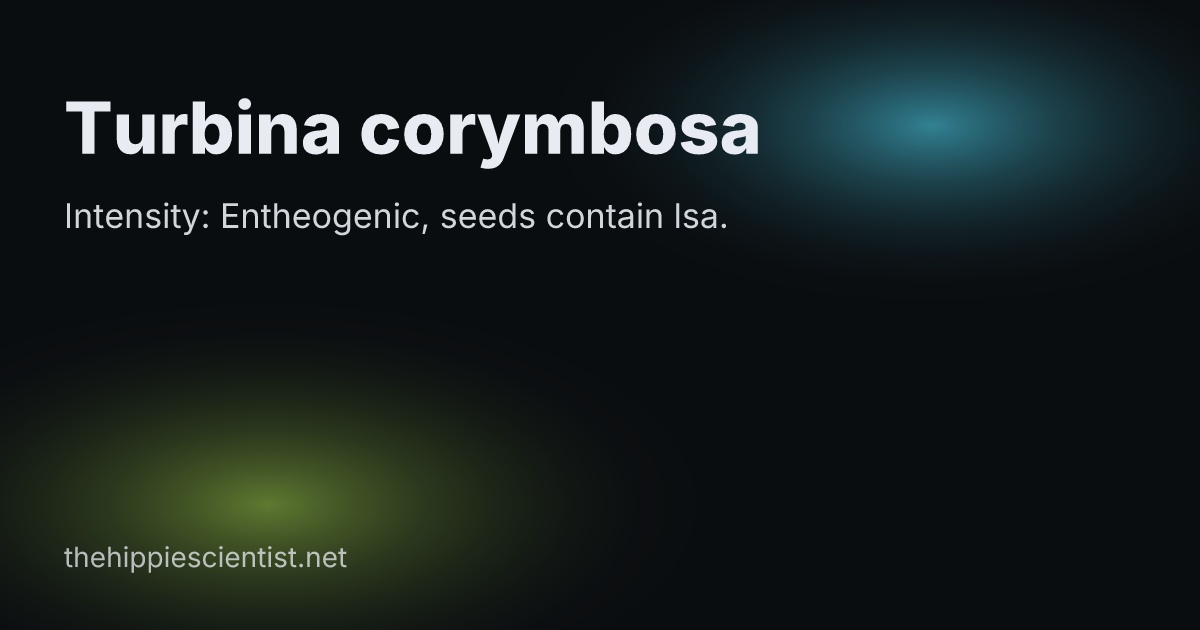 Turbina corymbosa
Intensity: Entheogenic, seeds contain lsa.
thehippiescientist.net